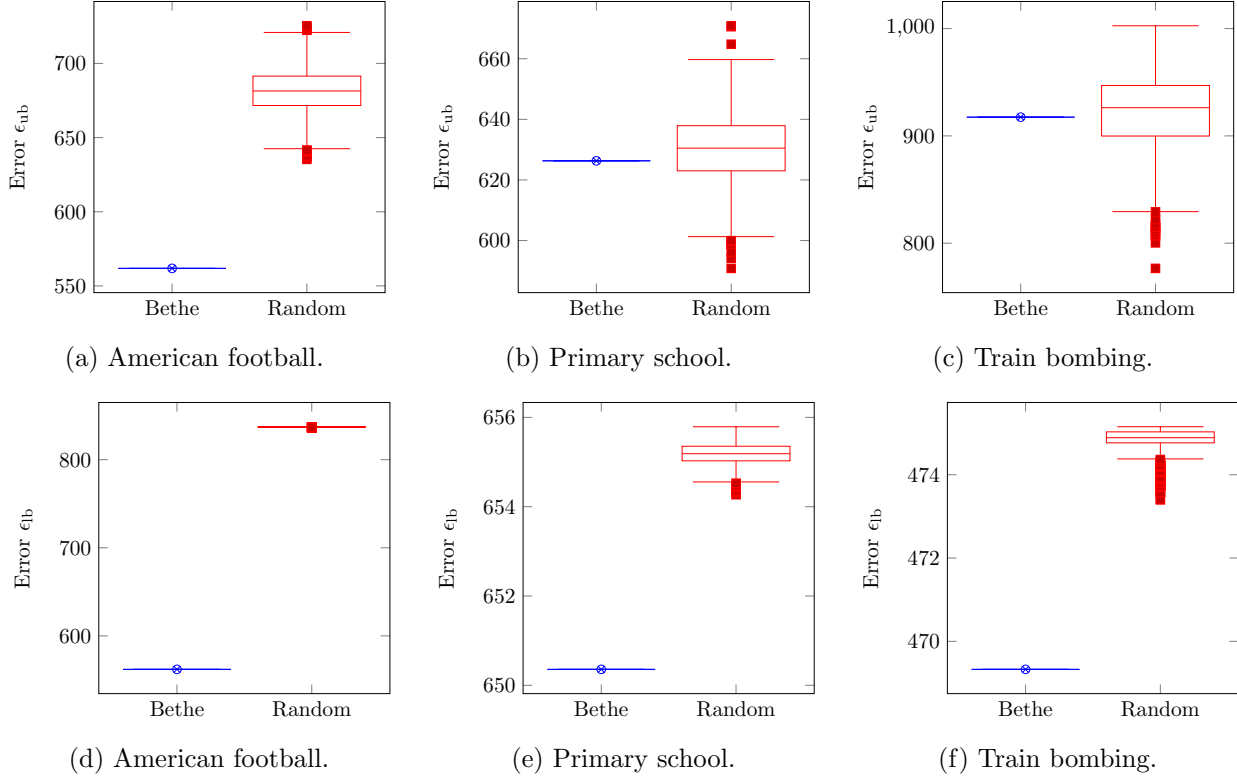 Error ϵub
700
650
600
550
Bethe Random
(a) American football.
Error ϵub
660
640
620
600
Bethe Random
(b) Primary school.
Error ϵub
1,000
900
800
Bethe Random
(c) Train bombing.
Error ϵlb
800
700
600
Bethe Random
(d) American football.
Error ϵlb
656
654
652
650
Bethe Random
(e) Primary school.
Error ϵlb
474
472
470
Bethe Random
(f) Train bombing.